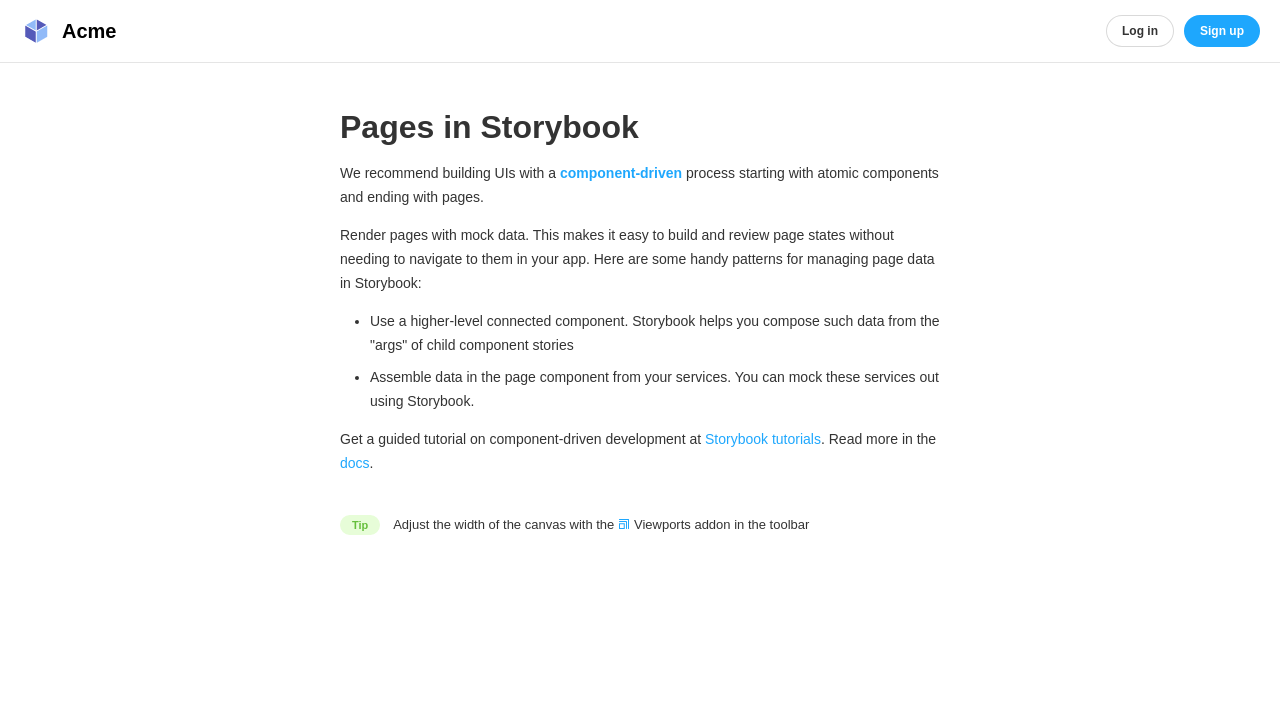 Acme
Log in
Sign up
Pages in Storybook
We recommend building UIs with a component-driven process starting with atomic components
and ending with pages.
Render pages with mock data. This makes it easy to build and review page states without
needing to navigate to them in your app. Here are some handy patterns for managing page data
in Storybook:
• Use a higher-level connected component. Storybook helps you compose such data from the
"args" of child component stories
• Assemble data in the page component from your services. You can mock these services out
using Storybook.
Get a guided tutorial on component-driven development at Storybook tutorials. Read more in the
docs.
Tip Adjust the width of the canvas with the Viewports addon in the toolbar